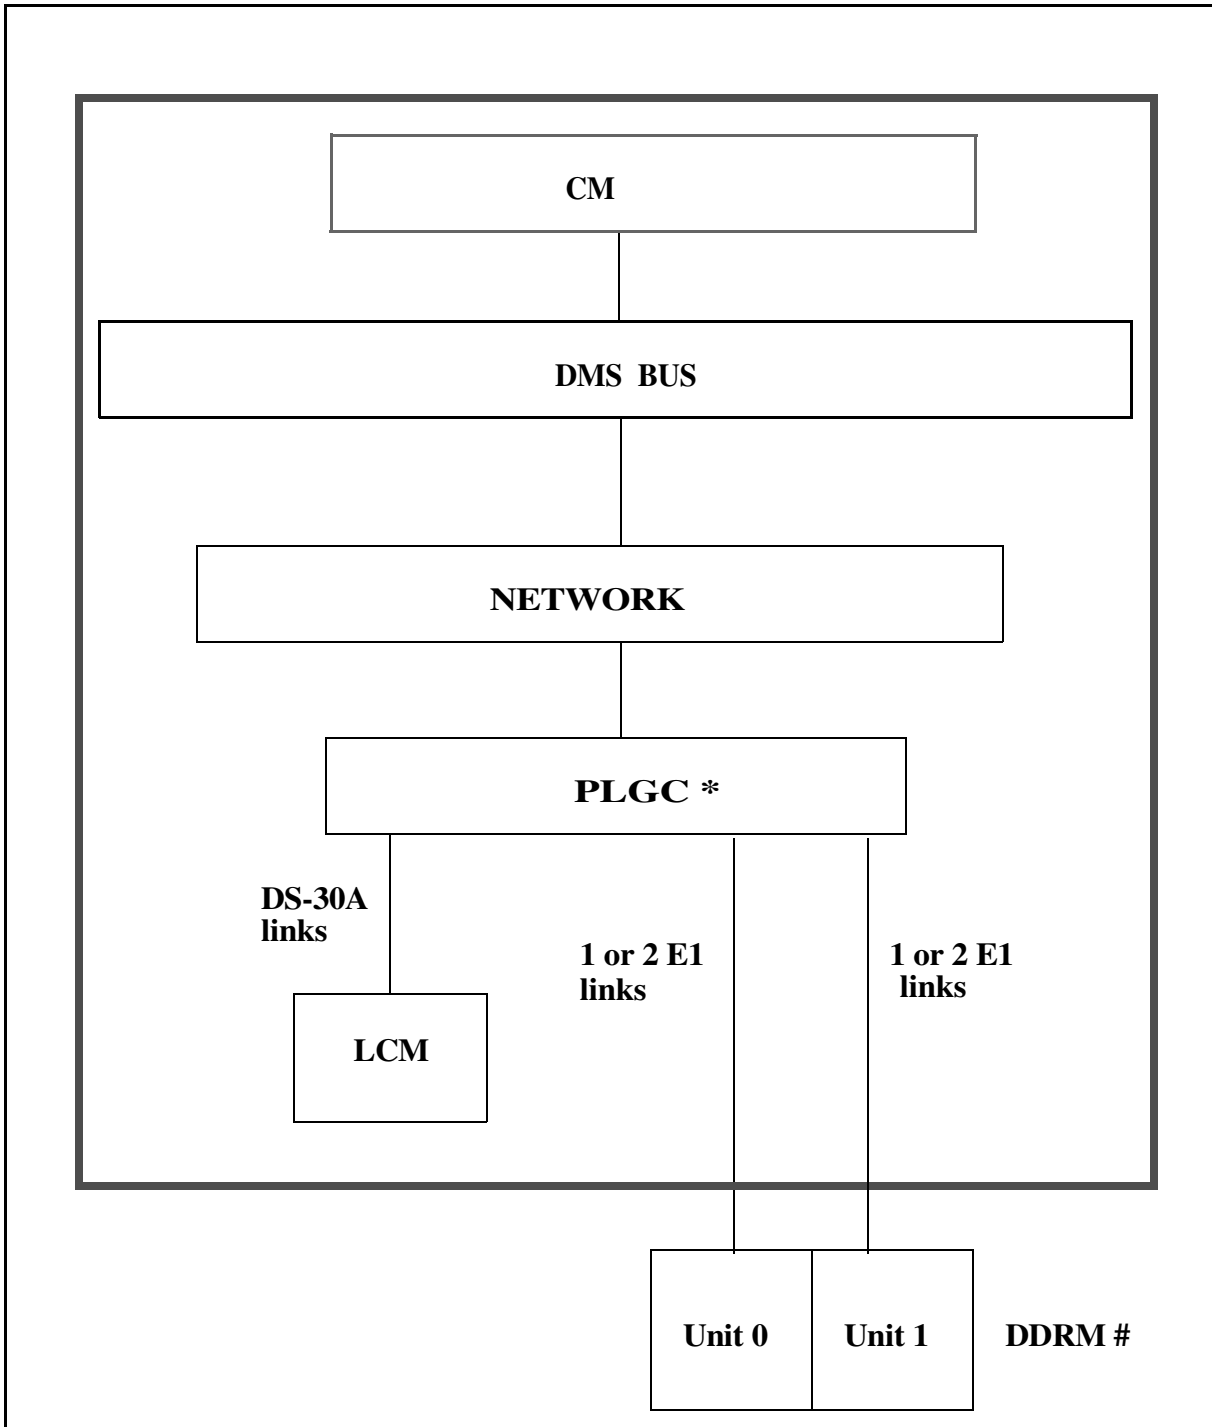 CM
DMS BUS
NETWORK
PLGC *
DS-30A
links
1 or 2 E1
links
1 or 2 E1
links
LCM
Unit 0
Unit 1
DDRM #